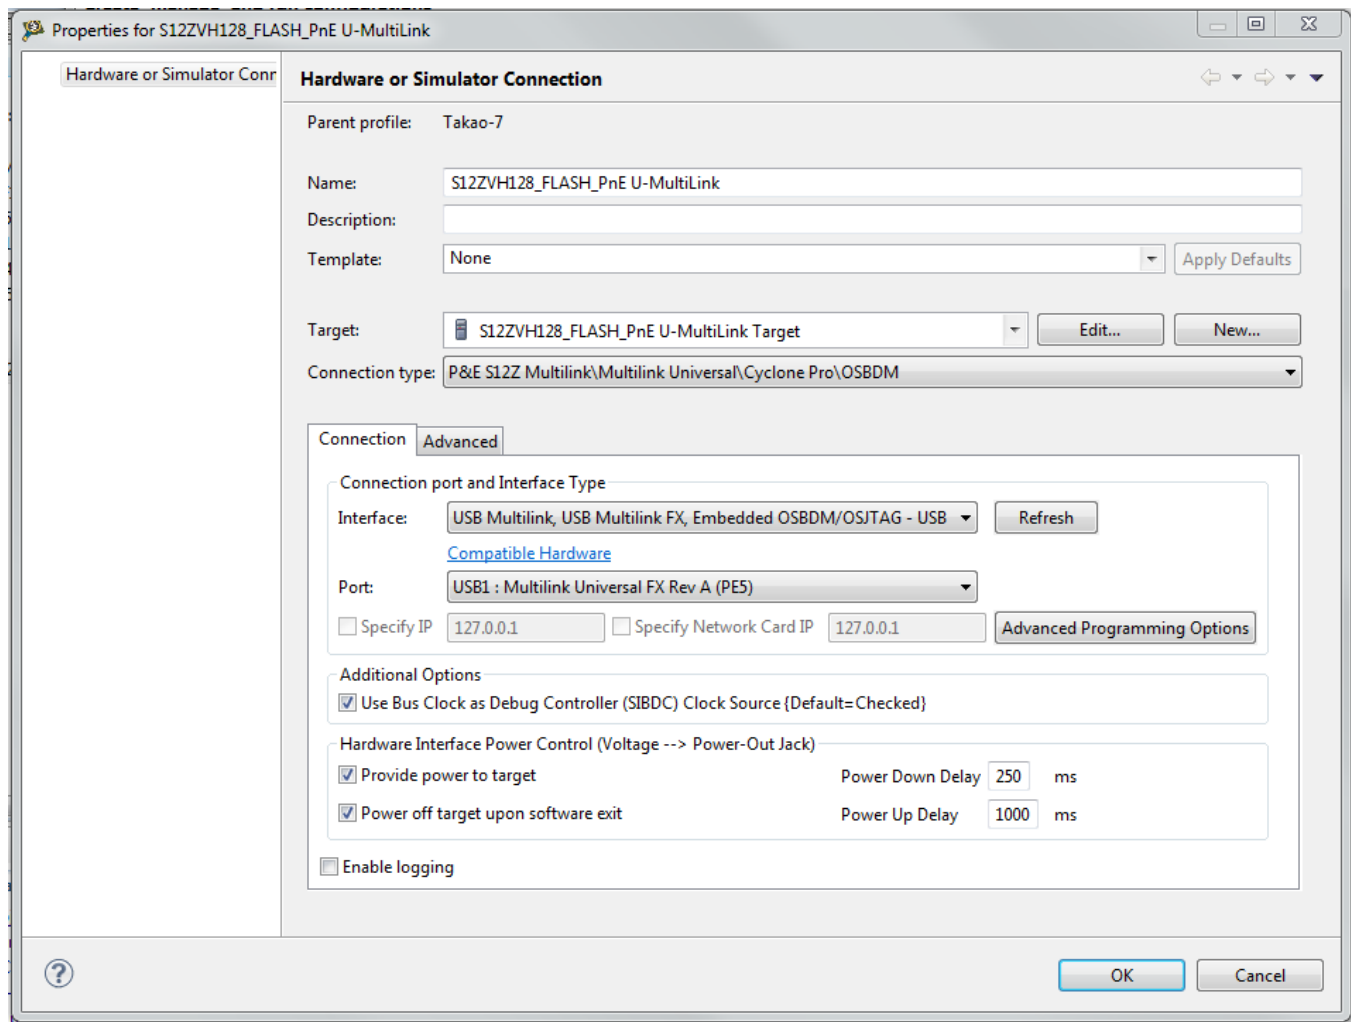 Properties for S12ZVH128_FLASH_PnE U-MultiLink
Hardware or Simulator Conn
Hardware or Simulator Connection
Parent profile: Takao-7
Name: S12ZVH128_FLASH_PnE U-MultiLink
Description:
Template: None Apply Defaults
Target: S12ZVH128_FLASH_PnE U-MultiLink Target Edit... New...
Connection type: P&E S12Z Multilink\Multilink Universal\Cyclone Pro\OSBDM
Connection Advanced
Connection port and Interface Type
Interface: USB Multilink, USB Multilink FX, Embedded OSBDM/OSJTAG - USB Refresh
Compatible Hardware
Port: USB1 : Multilink Universal FX Rev A (PE5)
Specify IP 127.0.0.1 Specify Network Card IP 127.0.0.1 Advanced Programming Options
Additional Options
Use Bus Clock as Debug Controller (SIBDC) Clock Source {Default=Checked}
Hardware Interface Power Control (Voltage --> Power-Out Jack)
Provide power to target Power Down Delay 250 ms
Power off target upon software exit Power Up Delay 1000 ms
Enable logging
? OK Cancel